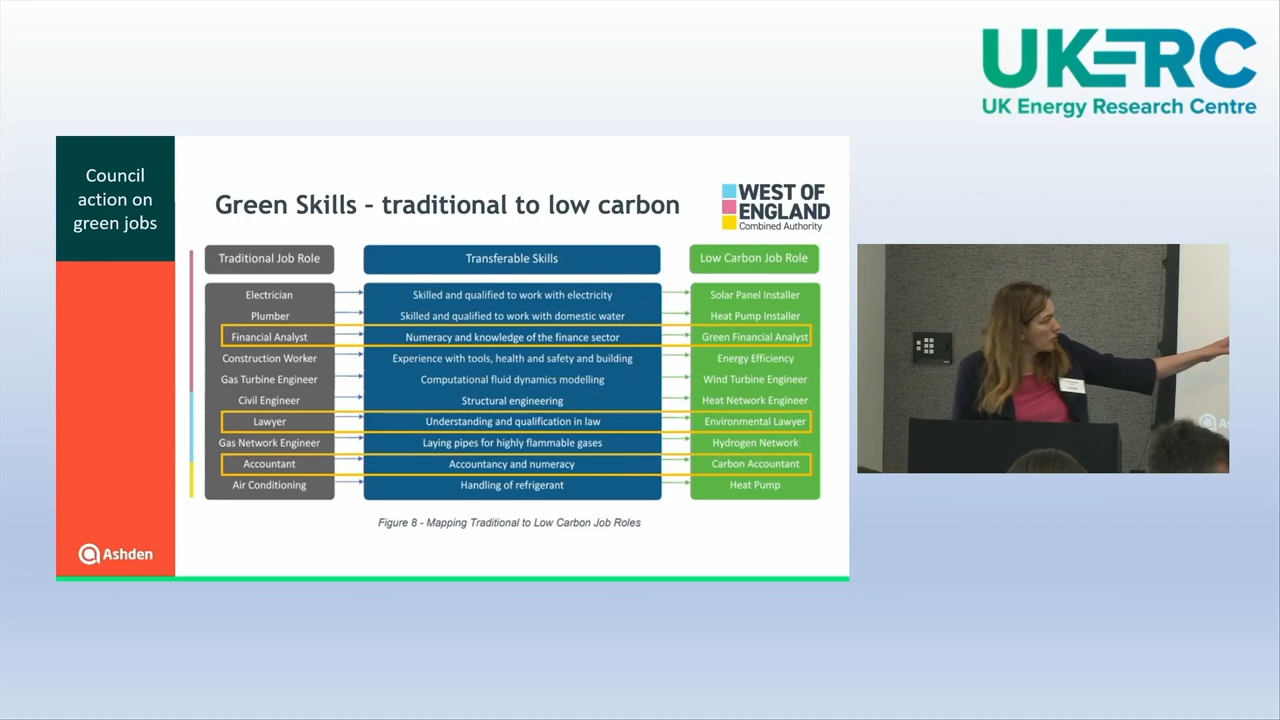 UKERC
UK Energy Research Centre
Council
action on
green jobs
Green Skills – traditional to low carbon
WEST OF
ENGLAND
Combined Authority
Traditional Job Role
Transferable Skills
Low Carbon Job Role
Electrician
Skilled and qualified to work with electricity
Solar Panel Installer
Plumber
Skilled and qualified to work with domestic water
Heat Pump Installer
Financial Analyst
Numeracy and knowledge of the finance sector
Green Financial Analyst
Construction Worker
Experience with tools, health and safety and building
Energy Efficiency
Gas Turbine Engineer
Computational fluid dynamics modelling
Wind Turbine Engineer
Civil Engineer
Structural engineering
Heat Network Engineer
Lawyer
Understanding and qualification in law
Environmental Lawyer
Gas Network Engineer
Laying pipes for highly flammable gases
Hydrogen Network
Accountant
Accountancy and numeracy
Carbon Accountant
Air Conditioning
Handling of refrigerant
Heat Pump
Figure 8 - Mapping Traditional to Low Carbon Job Roles
Ashden